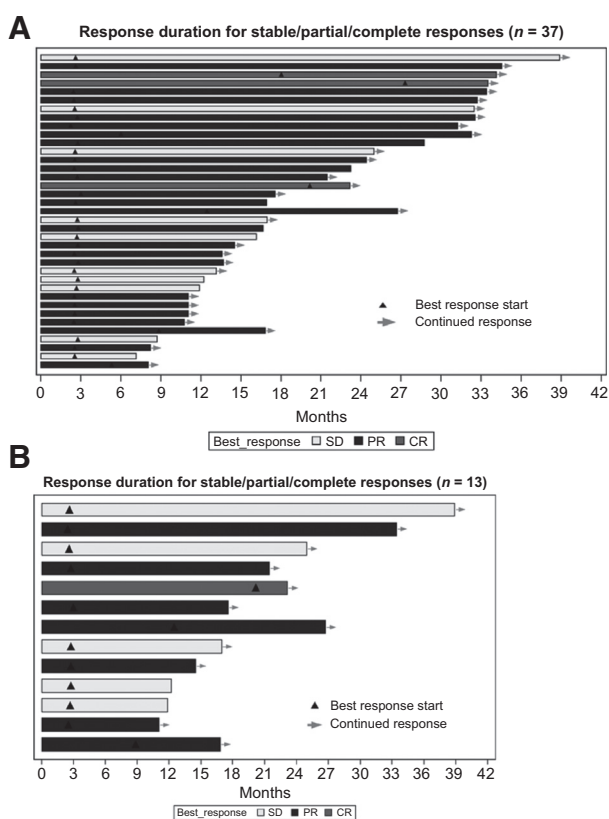 A
Response duration for stable/partial/complete responses (n = 37)
Best response start
Continued response
0 3 6 9 12 15 18 21 24 27 30 33 36 39 42
Months
Best_response SD PR CR
B
Response duration for stable/partial/complete responses (n = 13)
Best response start
Continued response
0 3 6 9 12 15 18 21 24 27 30 33 36 39 42
Months
Best_response SD PR CR